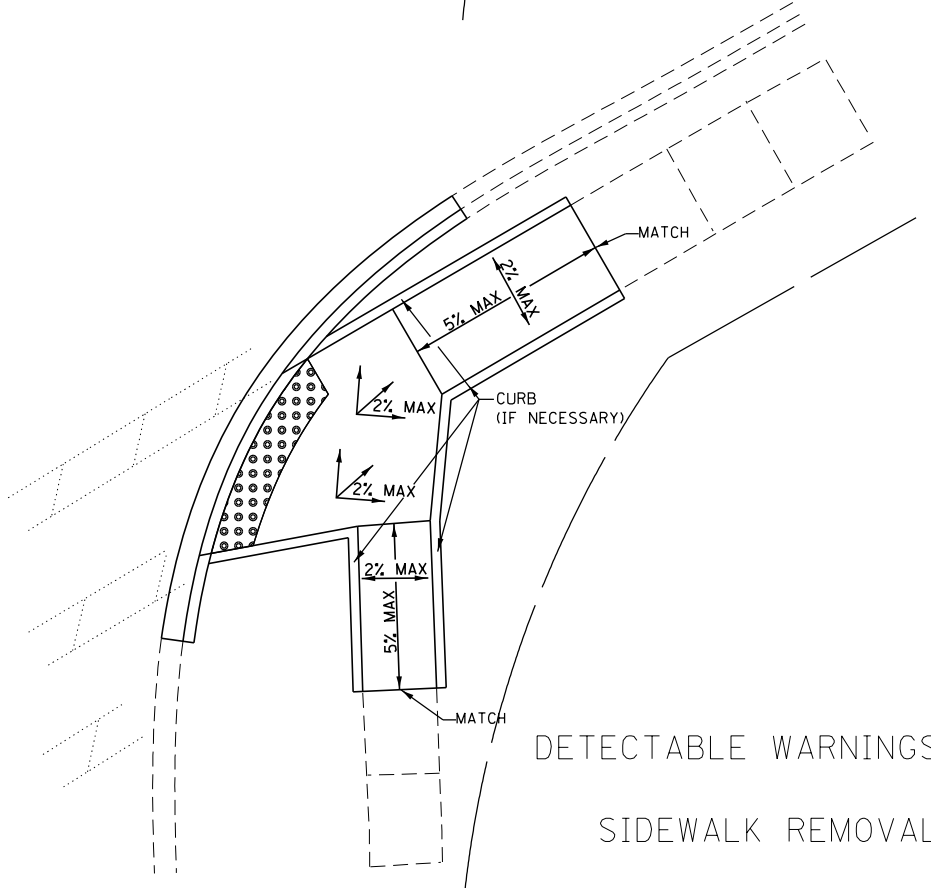 MATCH
2% MAX
5% MAX
2% MAX
CURB
(IF NECESSARY)
2% MAX
2% MAX
5% MAX
MATCH
DETECTABLE WARNINGS
SIDEWALK REMOVAL